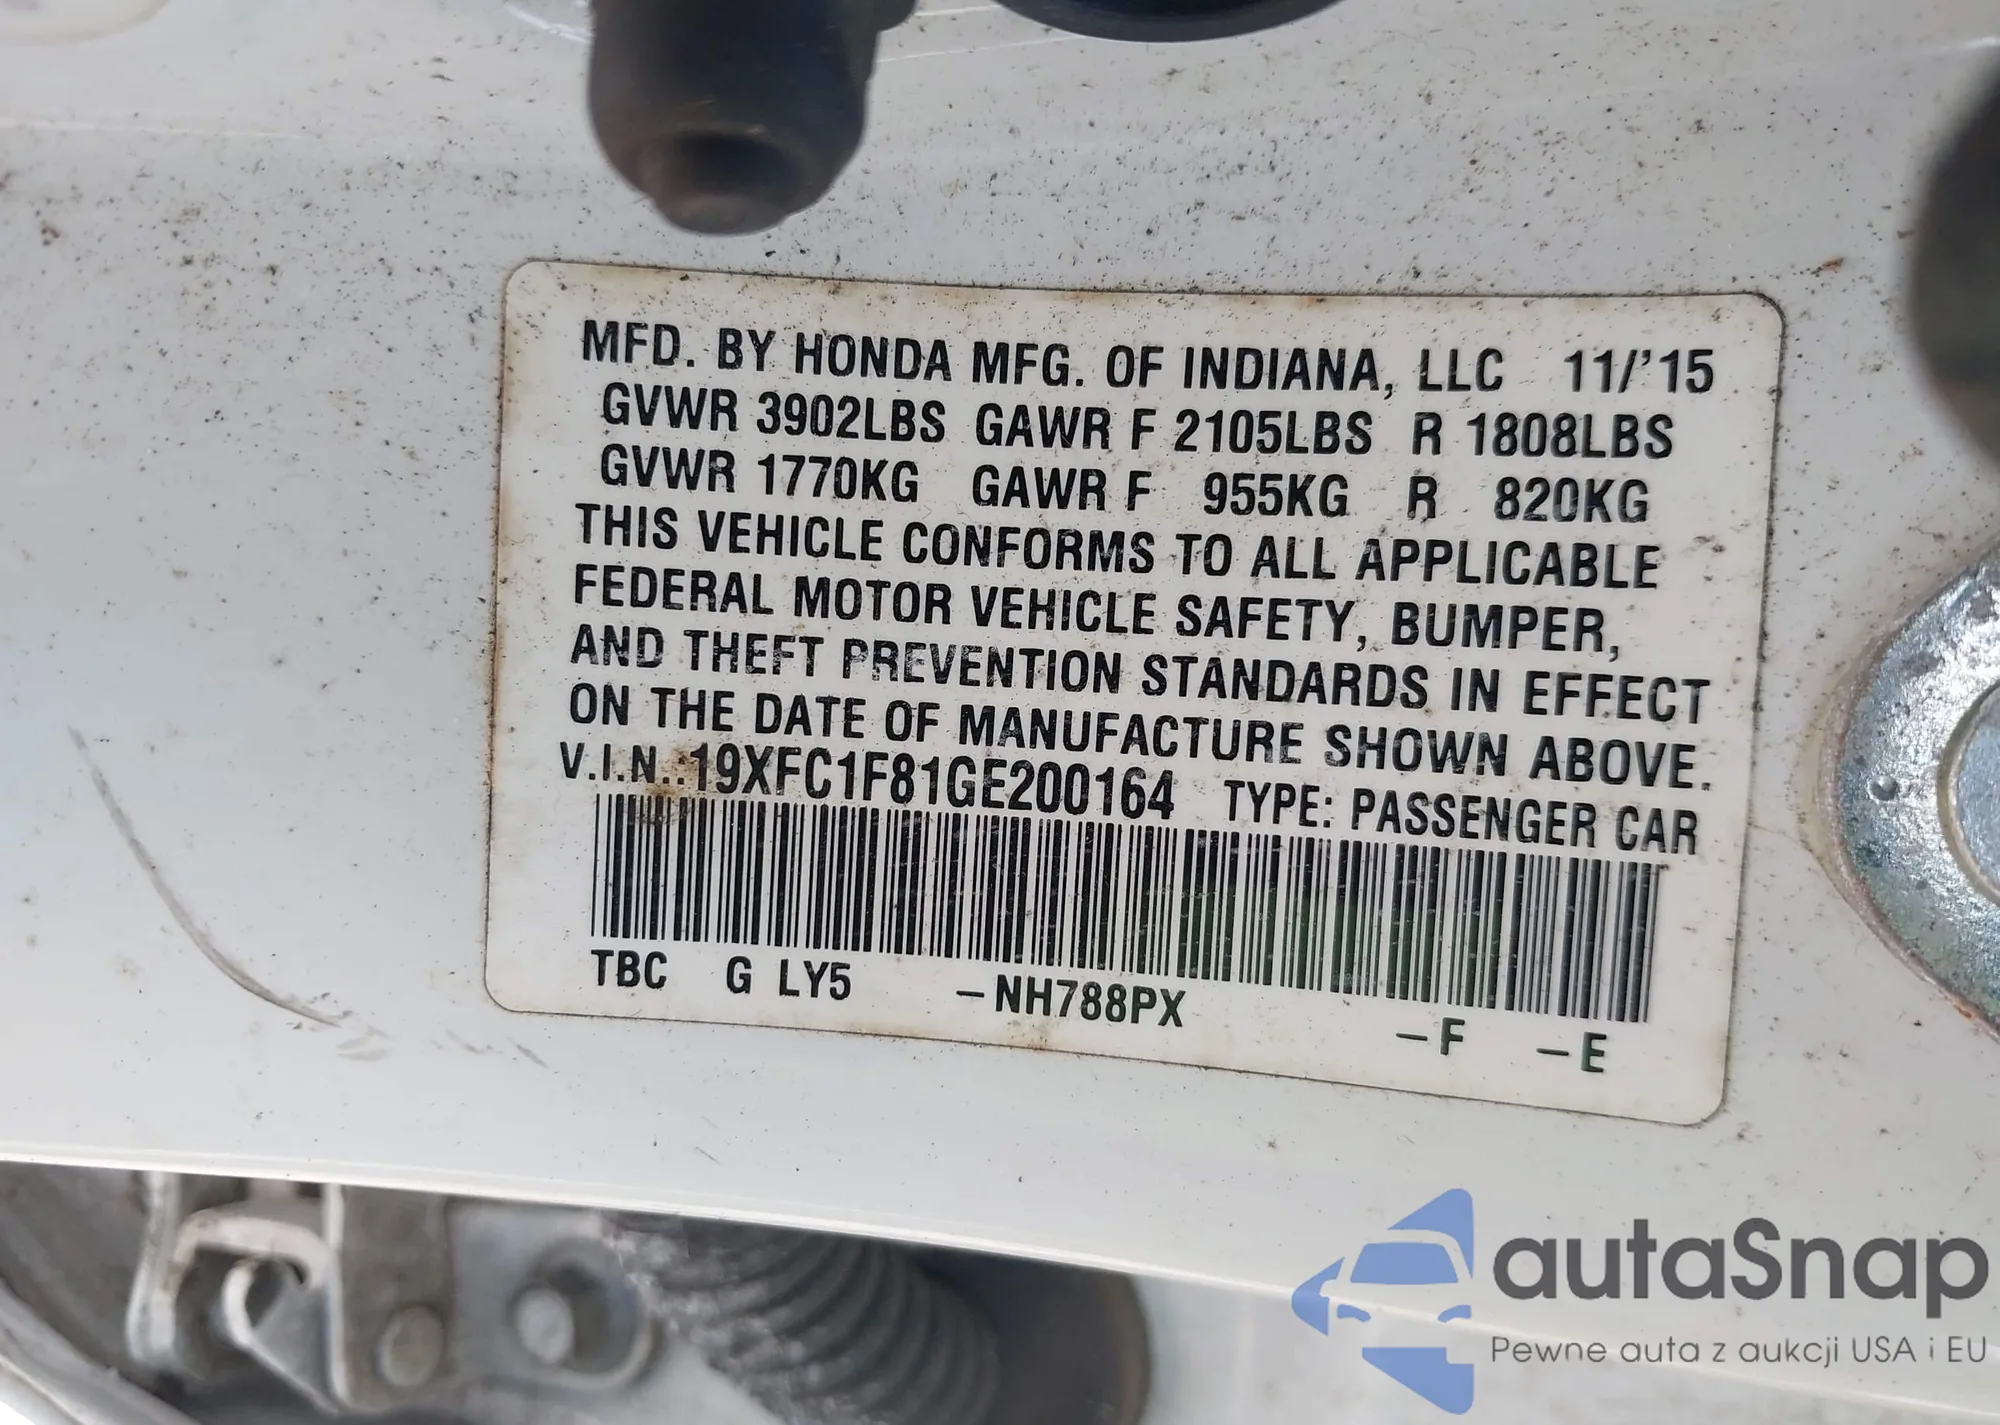 MFD. BY HONDA MFG. OF INDIANA, LLC 11/'15
GVWR 3902LBS GAWR F 2105LBS R 1808LBS
GVWR 1770KG GAWR F 955KG R 820KG
THIS VEHICLE CONFORMS TO ALL APPLICABLE
FEDERAL MOTOR VEHICLE SAFETY, BUMPER,
AND THEFT PREVENTION STANDARDS IN EFFECT
ON THE DATE OF MANUFACTURE SHOWN ABOVE.
V.I.N.:19XFC1F81GE200164 TYPE: PASSENGER CAR
TBC G LY5 -NH788PX -F -E
autaSnap
Pewne auta z aukcji USA i EU